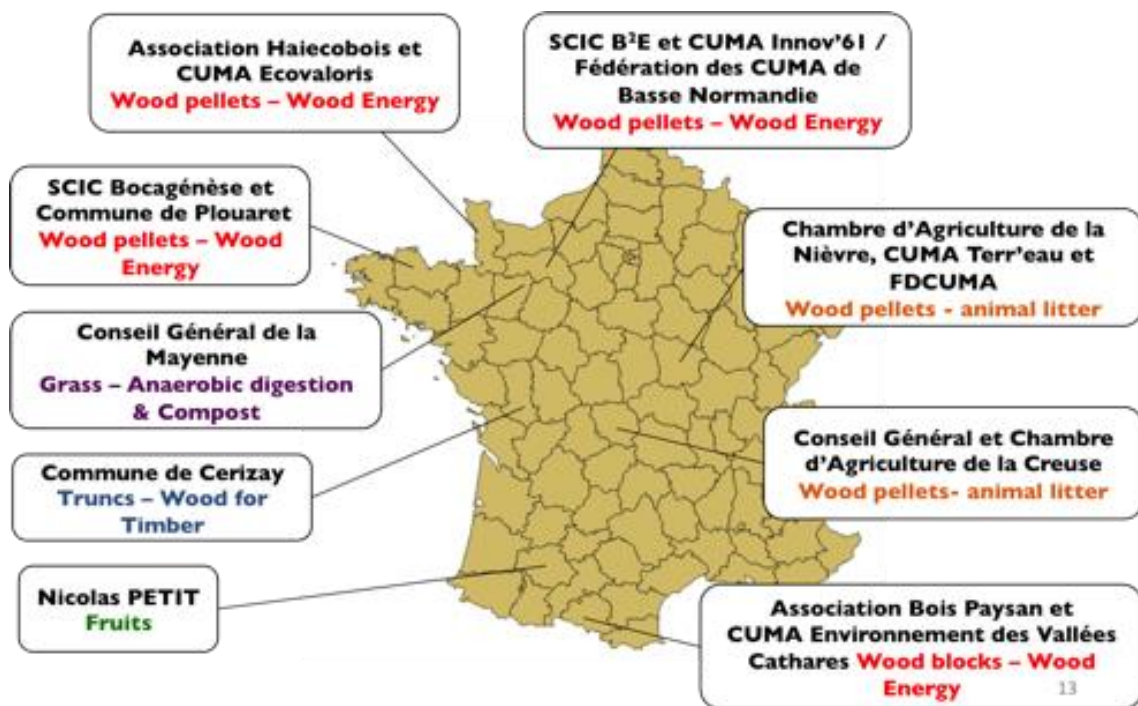 Association Haiecobois et
CUMA Ecovaloris
Wood pellets – Wood Energy
SCIC B²E et CUMA Innov'61 /
Fédération des CUMA de
Basse Normandie
Wood pellets – Wood Energy
SCIC Bocagénèse et
Commune de Plouaret
Wood pellets – Wood
Energy
Chambre d'Agriculture de la
Nièvre, CUMA Terr'eau et
FDCUMA
Wood pellets - animal litter
Conseil Général de la
Mayenne
Grass – Anaerobic digestion
& Compost
Conseil Général et Chambre
d'Agriculture de la Creuse
Wood pellets- animal litter
Commune de Cerizay
Truncs – Wood for
Timber
Nicolas PETIT
Fruits
Association Bois Paysan et
CUMA Environnement des Vallées
Cathares Wood blocks – Wood
Energy
13